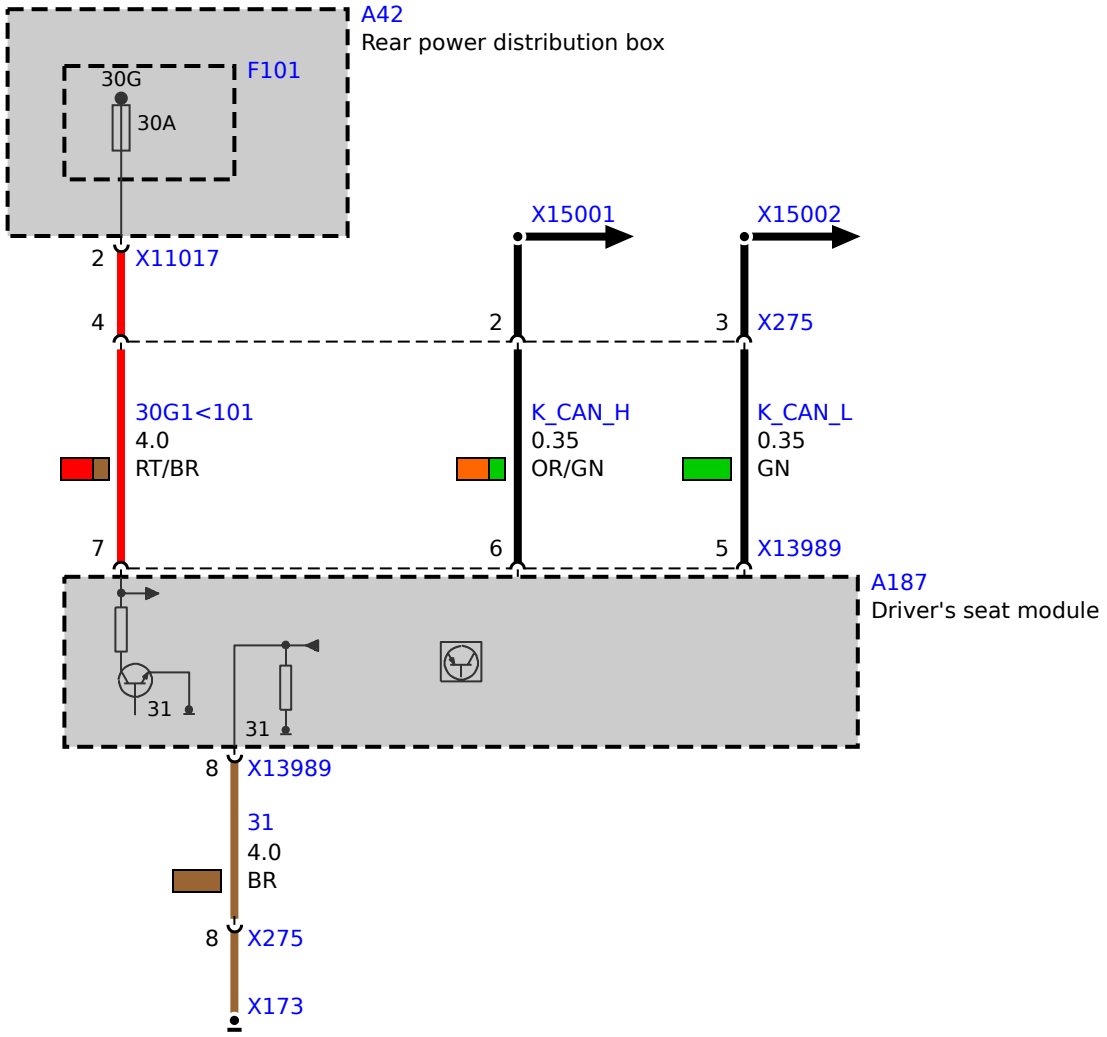 A42
Rear power distribution box
F101
30G
30A
X15001
X15002
2
X11017
4
2
3
X275
30G1<101
4.0
RT/BR
K_CAN_H
0.35
OR/GN
K_CAN_L
0.35
GN
7
6
5
X13989
A187
Driver's seat module
31
31
8
X13989
31
4.0
BR
8
X275
X173